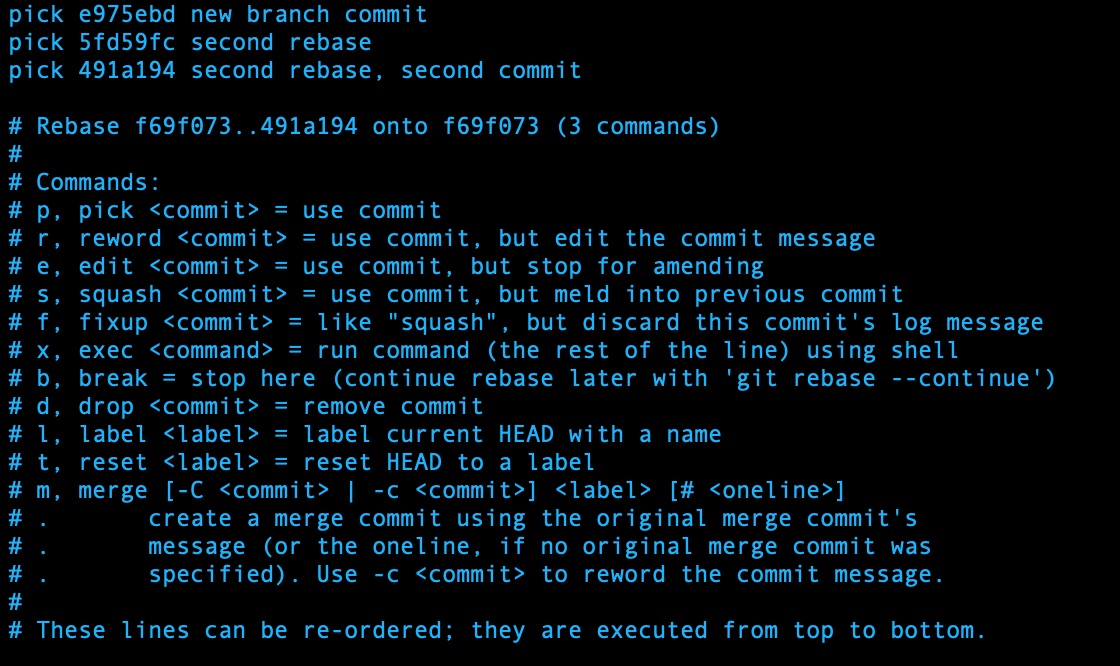 pick e975ebd new branch commit
pick 5fd59fc second rebase
pick 491a194 second rebase, second commit
# Rebase f69f073..491a194 onto f69f073 (3 commands)
#
# Commands:
# p, pick <commit> = use commit
# r, reword <commit> = use commit, but edit the commit message
# e, edit <commit> = use commit, but stop for amending
# s, squash <commit> = use commit, but meld into previous commit
# f, fixup <commit> = like "squash", but discard this commit's log message
# x, exec <command> = run command (the rest of the line) using shell
# b, break = stop here (continue rebase later with 'git rebase --continue')
# d, drop <commit> = remove commit
# l, label <label> = label current HEAD with a name
# t, reset <label> = reset HEAD to a label
# m, merge [-C <commit> | -c <commit>] <label> [# <oneline>]
# .       create a merge commit using the original merge commit's
# .       message (or the oneline, if no original merge commit was
# .       specified). Use -c <commit> to reword the commit message.
#
# These lines can be re-ordered; they are executed from top to bottom.